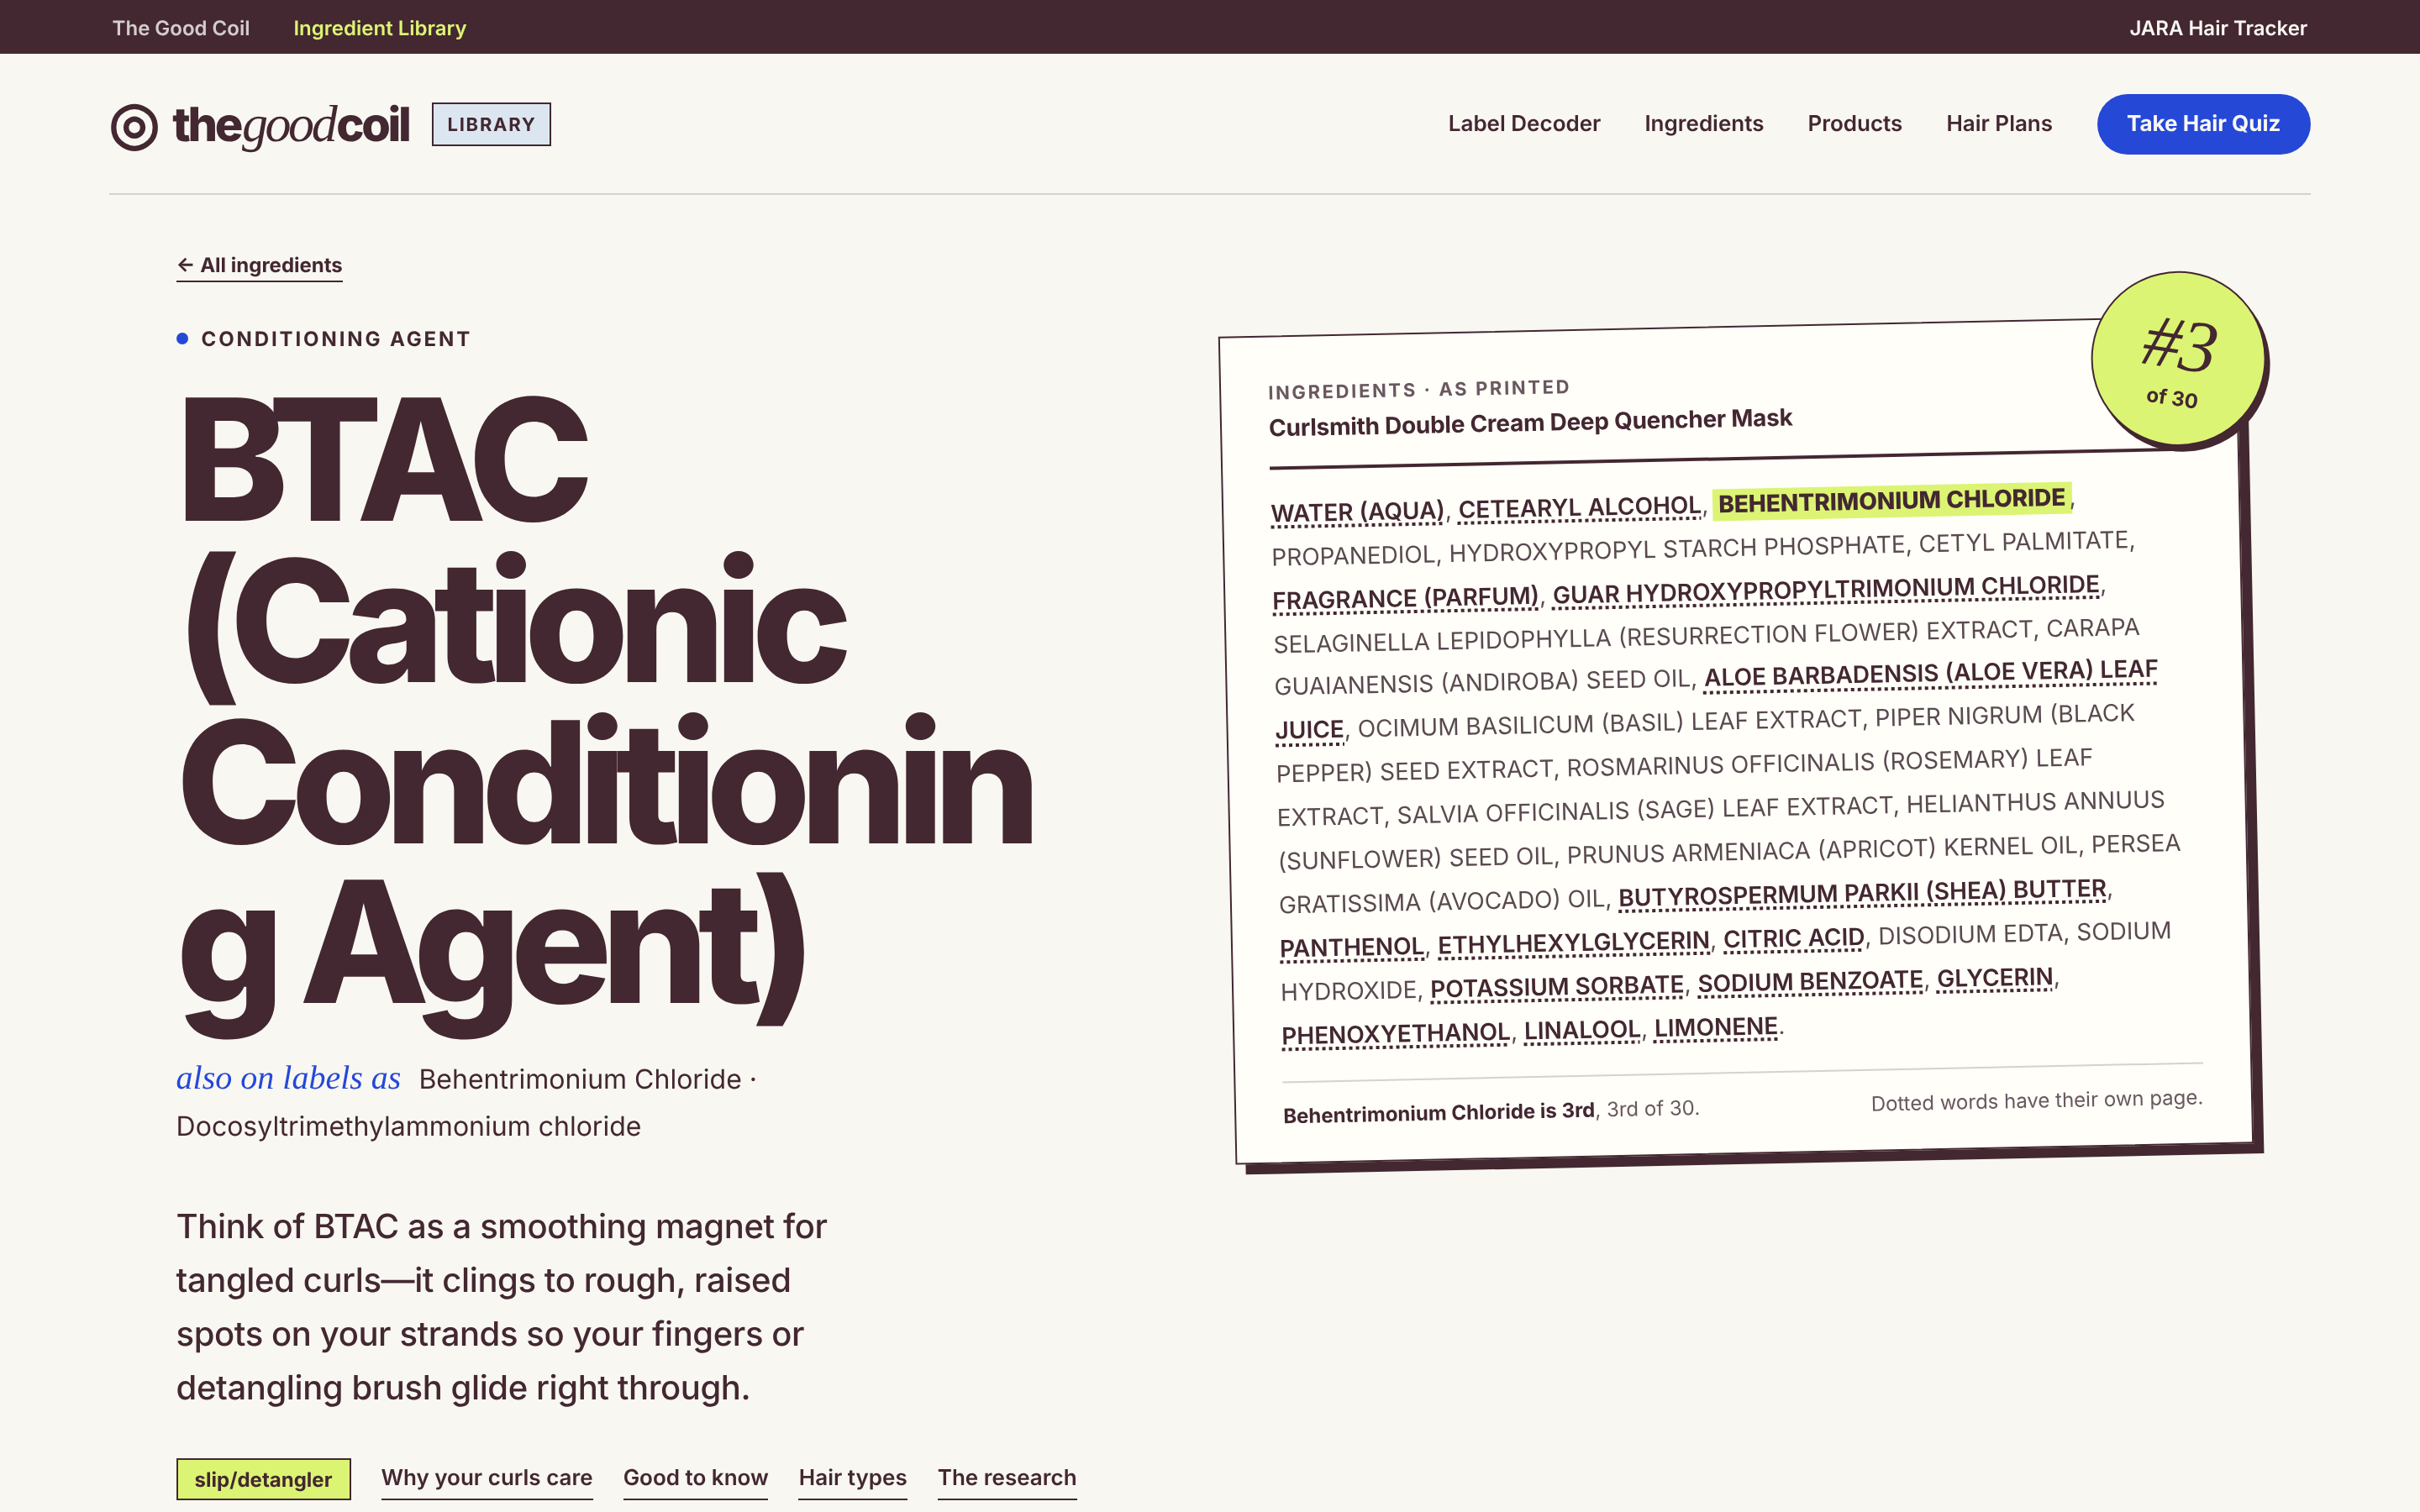 The Good Coil Ingredient Library JARA Hair Tracker
thegoodcoil LIBRARY Label Decoder Ingredients Products Hair Plans Take Hair Quiz
← All ingredients
CONDITIONING AGENT
BTAC
(Cationic
Conditionin
g Agent)
also on labels as Behentrimonium Chloride ·
Docosyltrimethylammonium chloride
Think of BTAC as a smoothing magnet for
tangled curls—it clings to rough, raised
spots on your strands so your fingers or
detangling brush glide right through.
slip/detangler Why your curls care Good to know Hair types The research
#3
of 30
INGREDIENTS · AS PRINTED
Curlsmith Double Cream Deep Quencher Mask
WATER (AQUA), CETEARYL ALCOHOL, BEHENTRIMONIUM CHLORIDE,
PROPANEDIOL, HYDROXYPROPYL STARCH PHOSPHATE, CETYL PALMITATE,
FRAGRANCE (PARFUM), GUAR HYDROXYPROPYLTRIMONIUM CHLORIDE,
SELAGINELLA LEPIDOPHYLLA (RESURRECTION FLOWER) EXTRACT, CARAPA
GUAIANENSIS (ANDIROBA) SEED OIL, ALOE BARBADENSIS (ALOE VERA) LEAF
JUICE, OCIMUM BASILICUM (BASIL) LEAF EXTRACT, PIPER NIGRUM (BLACK
PEPPER) SEED EXTRACT, ROSMARINUS OFFICINALIS (ROSEMARY) LEAF
EXTRACT, SALVIA OFFICINALIS (SAGE) LEAF EXTRACT, HELIANTHUS ANNUUS
(SUNFLOWER) SEED OIL, PRUNUS ARMENIACA (APRICOT) KERNEL OIL, PERSEA
GRATISSIMA (AVOCADO) OIL, BUTYROSPERMUM PARKII (SHEA) BUTTER,
PANTHENOL, ETHYLHEXYLGLYCERIN, CITRIC ACID, DISODIUM EDTA, SODIUM
HYDROXIDE, POTASSIUM SORBATE, SODIUM BENZOATE, GLYCERIN,
PHENOXYETHANOL, LINALOOL, LIMONENE.
Behentrimonium Chloride is 3rd, 3rd of 30. Dotted words have their own page.